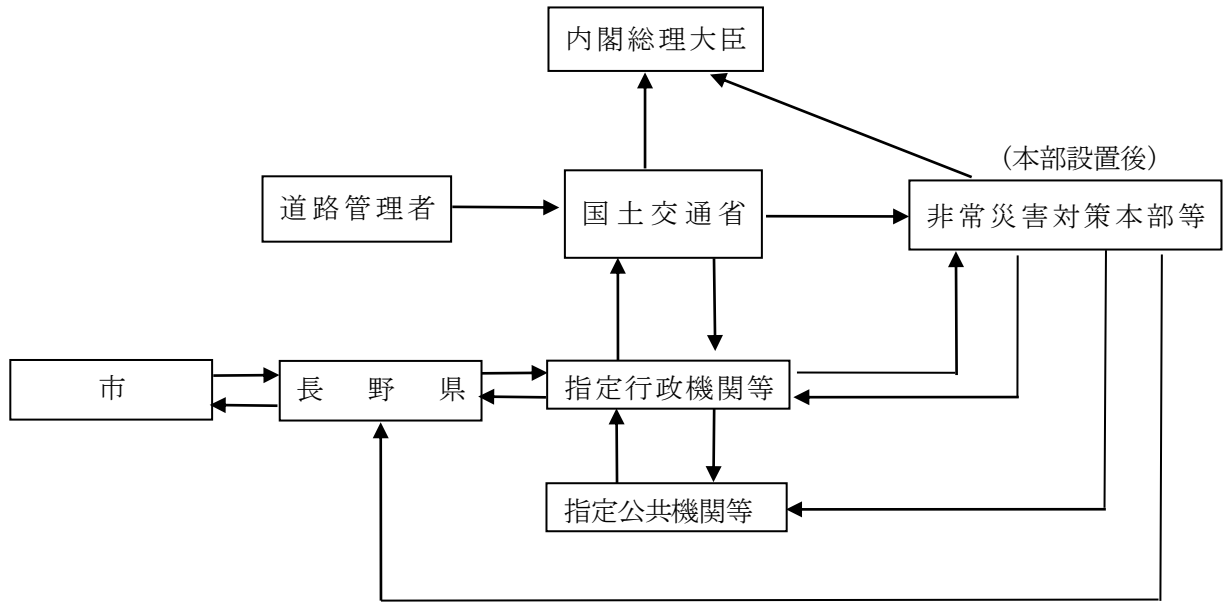 内閣総理大臣
（本部設置後）
道路管理者
国土交通省
非常災害対策本部等
市
長野県
指定行政機関等
指定公共機関等